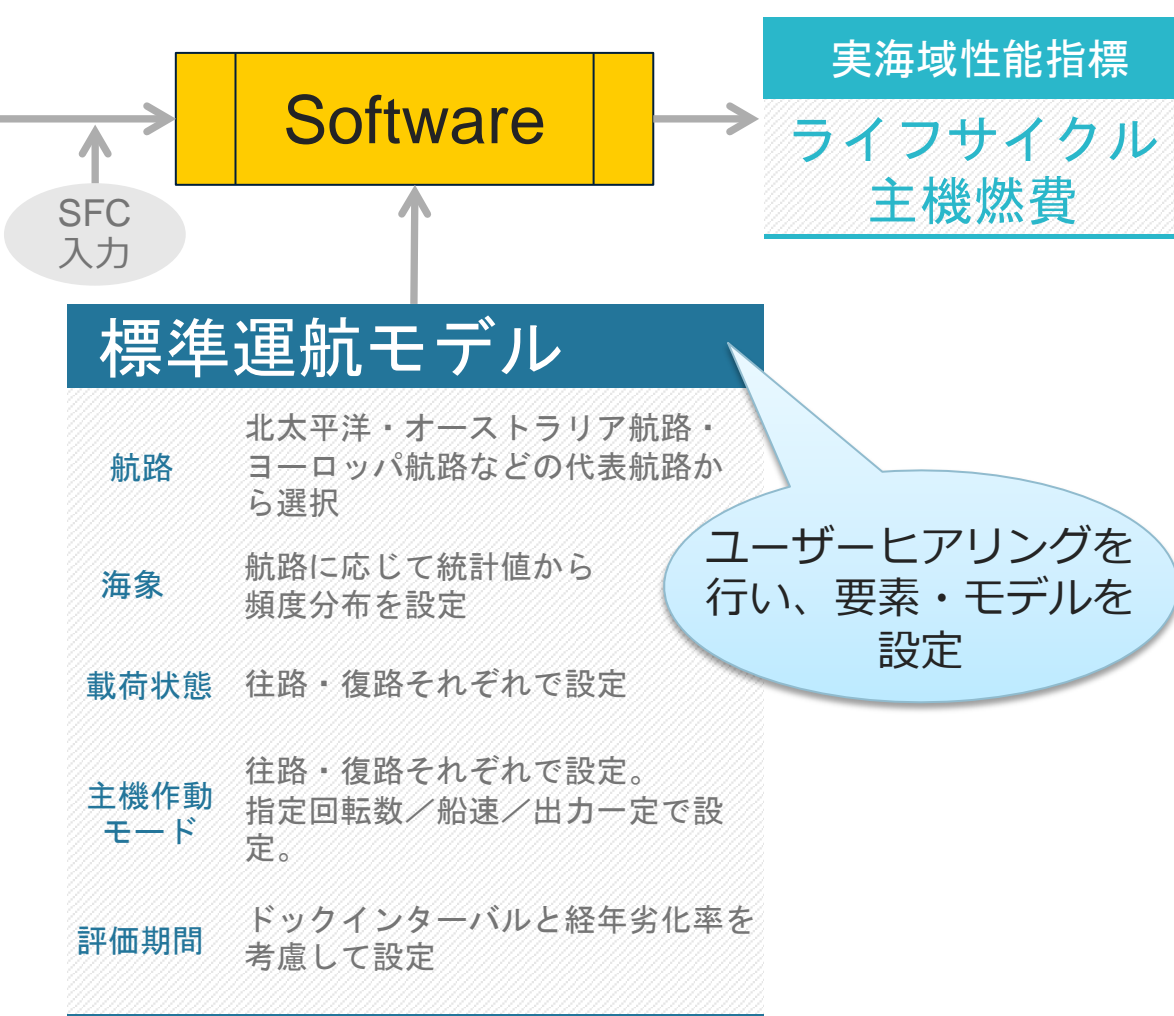 実海域性能指標
Software
ライフサイクル
主機燃費
SFC
入力
標準運航モデル
航路
北太平洋・オーストラリア航路・
ヨーロッパ航路などの代表航路か
ら選択
海象
航路に応じて統計値から
頻度分布を設定
載荷状態
往路・復路それぞれで設定
主機作動
モード
往路・復路それぞれで設定。
指定回転数／船速／出力一定で設
定。
評価期間
ドックインターバルと経年劣化率を
考慮して設定
ユーザーヒアリングを
行い、要素・モデルを
設定